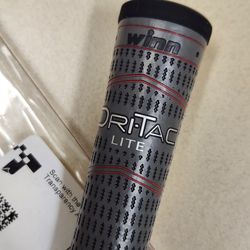 winn
DRI-TAC
LITE
Scan with the
Transparency